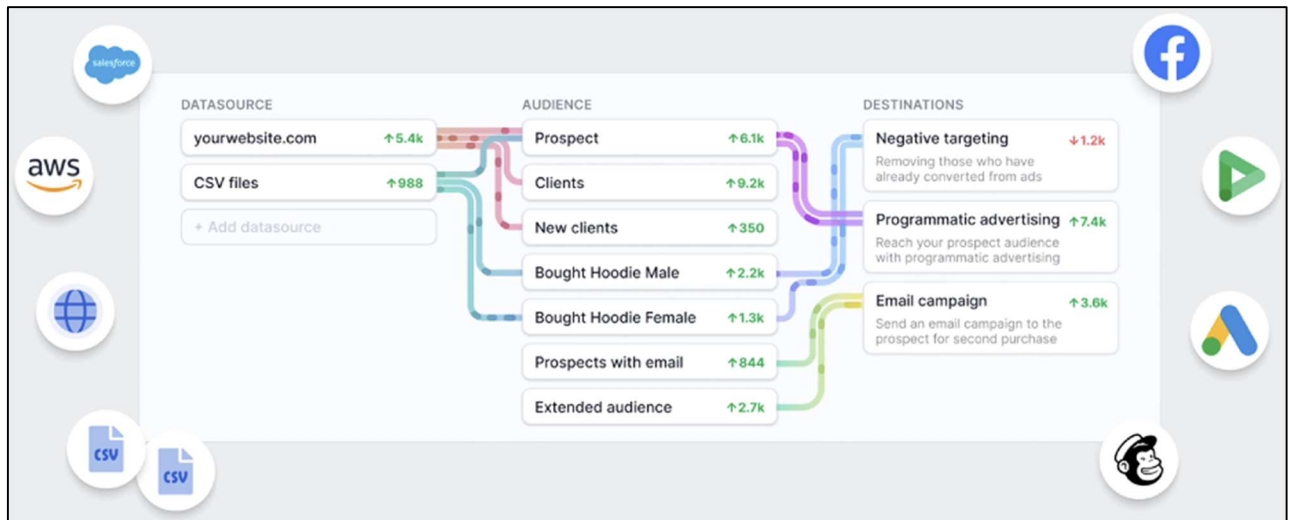 salesforce
aws
CSV
CSV
DATASOURCE
yourwebsite.com ↑5.4k
CSV files ↑988
+ Add datasource
AUDIENCE
Prospect ↑6.1k
Clients ↑9.2k
New clients ↑350
Bought Hoodie Male ↑2.2k
Bought Hoodie Female ↑1.3k
Prospects with email ↑844
Extended audience ↑2.7k
DESTINATIONS
Negative targeting ↓1.2k
Removing those who have
already converted from ads
Programmatic advertising ↑7.4k
Reach your prospect audience
with programmatic advertising
Email campaign ↑3.6k
Send an email campaign to the
prospect for second purchase